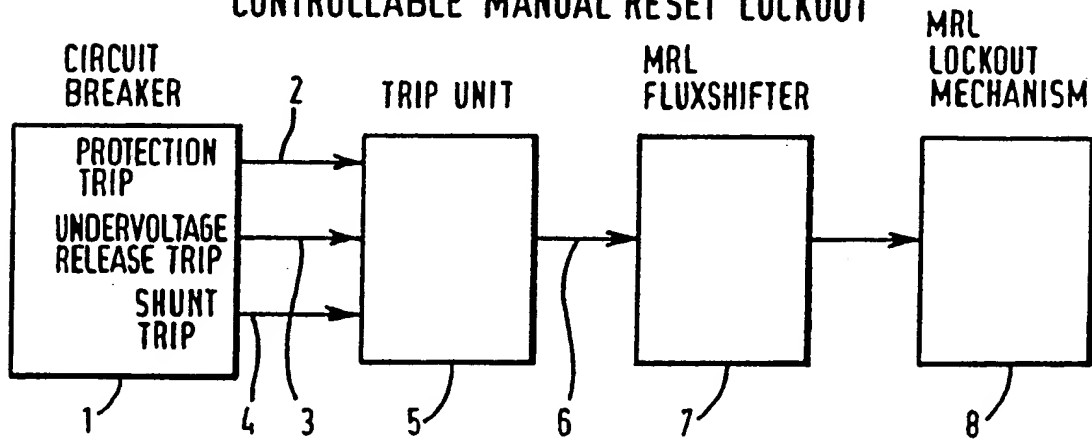 CONTROLLABLE MANUAL RESET LOCKOUT
CIRCUIT
BREAKER
2
TRIP UNIT
MRL
FLUXSHIFTER
MRL
LOCKOUT
MECHANISM
PROTECTION
TRIP
UNDERVOLTAGE
RELEASE TRIP
SHUNT
TRIP
1
4
3
5
6
7
8